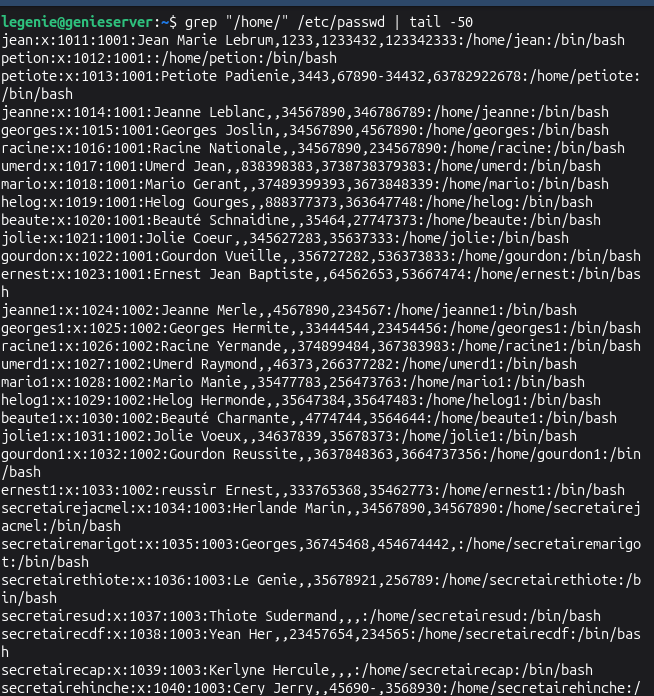 legenie@genieserver:~$ grep "/home/" /etc/passwd | tail -50
jean:x:1011:1001:Jean Marie Lebrum,1233,1233432,123342333:/home/jean:/bin/bash
petion:x:1012:1001::/home/petion:/bin/bash
petiote:x:1013:1001:Petiote Padienie,3443,67890-34432,63782922678:/home/petiote:
/bin/bash
jeanne:x:1014:1001:Jeanne Leblanc,,34567890,346786789:/home/jeanne:/bin/bash
georges:x:1015:1001:Georges Joslin,,34567890,4567890:/home/georges:/bin/bash
racine:x:1016:1001:Racine Nationale,,34567890,234567890:/home/racine:/bin/bash
umerd:x:1017:1001:Umerd Jean,,838398383,3738738379383:/home/umerd:/bin/bash
mario:x:1018:1001:Mario Gerant,,37489399393,3673848339:/home/mario:/bin/bash
helog:x:1019:1001:Helog Gourges,,888377373,363647748:/home/helog:/bin/bash
beaute:x:1020:1001:Beauté Schnaidine,,35464,27747373:/home/beaute:/bin/bash
jolie:x:1021:1001:Jolie Coeur,,345627283,35637333:/home/jolie:/bin/bash
gourdon:x:1022:1001:Gourdon Vueille,,356727282,536373833:/home/gourdon:/bin/bash
ernest:x:1023:1001:Ernest Jean Baptiste,,64562653,53667474:/home/ernest:/bin/bas
h
jeanne1:x:1024:1002:Jeanne Merle,,4567890,234567:/home/jeanne1:/bin/bash
georges1:x:1025:1002:Georges Hermite,,33444544,23454456:/home/georges1:/bin/bash
racine1:x:1026:1002:Racine Yermande,,374899484,367383983:/home/racine1:/bin/bash
umerd1:x:1027:1002:Umerd Raymond,,46373,266377282:/home/umerd1:/bin/bash
mario1:x:1028:1002:Mario Manie,,35477783,256473763:/home/mario1:/bin/bash
helog1:x:1029:1002:Helog Hermonde,,35647384,35647483:/home/helog1:/bin/bash
beaute1:x:1030:1002:Beauté Charmante,,4774744,3564644:/home/beaute1:/bin/bash
jolie1:x:1031:1002:Jolie Voeux,,34637839,35678373:/home/jolie1:/bin/bash
gourdon1:x:1032:1002:Gourdon Reussite,,3637848363,3664737356:/home/gourdon1:/bin
/bash
ernest1:x:1033:1002:reussir Ernest,,333765368,35462773:/home/ernest1:/bin/bash
secretairejacmel:x:1034:1003:Herlande Marin,,34567890,34567890:/home/secretairej
acmel:/bin/bash
secretairemarigot:x:1035:1003:Georges,36745468,454674442,:/home/secretairemarigo
t:/bin/bash
secretairethiote:x:1036:1003:Le Genie,,35678921,256789:/home/secretairethiote:/b
in/bash
secretairesud:x:1037:1003:Thiote Sudermand,,,:/home/secretairesud:/bin/bash
secretairecdf:x:1038:1003:Yean Her,,23457654,234565:/home/secretairecdf:/bin/bas
h
secretairecap:x:1039:1003:Kerlyne Hercule,,,:/home/secretairecap:/bin/bash
secretairehinche:x:1040:1003:Cery Jerry,,45690-,3568930:/home/secretairehinche:/